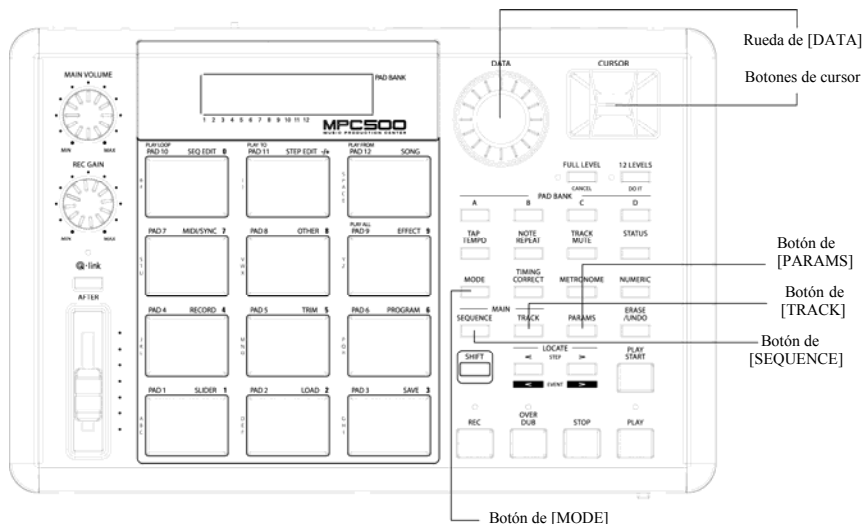 Rueda de [DATA]
DATA
CURSOR
Botones de cursor
MAIN VOLUME
PAD BANK
1 2 3 4 5 6 7 8 9 10 11 12
MPC500
MUSIC PRODUCTION CENTER
MIN MAX
REC GAIN
MIN MAX
PLAY LOOP
PAD 10 SEQ EDIT 0
PLAY TO
PAD 11 STEP EDIT -/+
PLAY FROM
PAD 12 SONG
SPACE
FULL LEVEL 12 LEVELS
CANCEL DO IT
PAD BANK
A B C D
TAP TEMPO
NOTE REPEAT
TRACK MUTE
STATUS
PAD 7 MIDI/SYNC 7
PAD 8 OTHER 8
PLAY ALL
PAD 9 EFFECT 9
S T U
V W X
Y Z
Q-link
AFTER
MODE
TIMING CORRECT
METRONOME
NUMERIC
Botón de
[PARAMS]
Botón de
[TRACK]
Botón de
[SEQUENCE]
PAD 4 RECORD 4
PAD 5 TRIM 5
PAD 6 PROGRAM 6
J K L
M N O
P Q R
MAIN
SEQUENCE
TRACK
PARAMS
ERASE
/UNDO
LOCATE
< STEP >
< EVENT >
SHIFT
PLAY
START
PAD 1 SLIDER 1
PAD 2 LOAD 2
PAD 3 SAVE 3
A B C
D E F
G H I
REC
OVER
DUB
STOP
PLAY
Botón de [MODE]